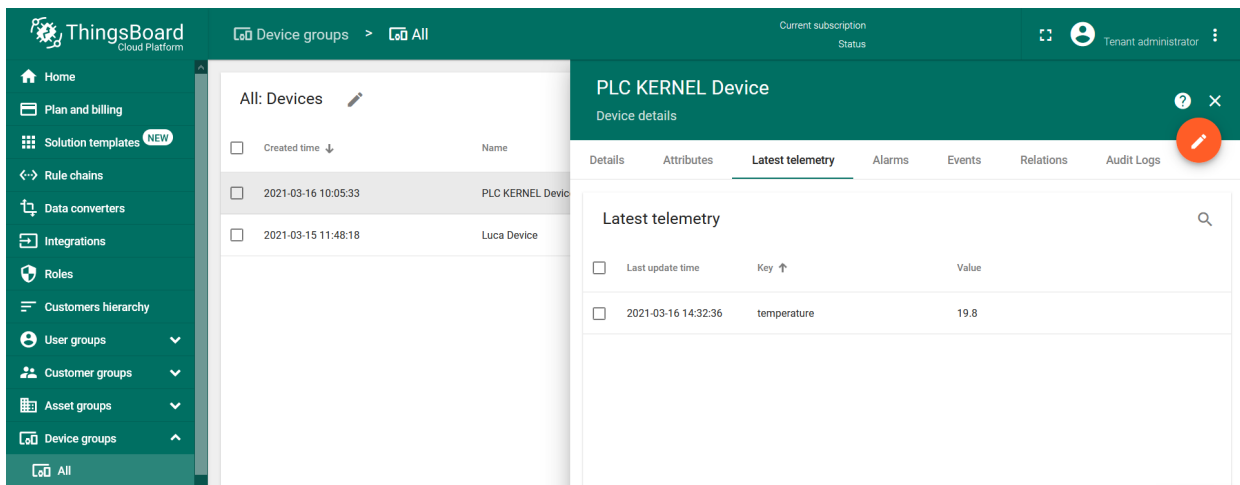 ThingsBoard
Cloud Platform
Device groups > All
Current subscription
Status
Tenant administrator
Home
Plan and billing
Solution templates NEW
Rule chains
Data converters
Integrations
Roles
Customers hierarchy
User groups
Customer groups
Asset groups
Device groups
All
All: Devices
Created time Name
2021-03-16 10:05:33 PLC KERNEL Devic
2021-03-15 11:48:18 Luca Device
PLC KERNEL Device
Device details
Details Attributes Latest telemetry Alarms Events Relations Audit Logs
Latest telemetry
Last update time Key Value
2021-03-16 14:32:36 temperature 19.8